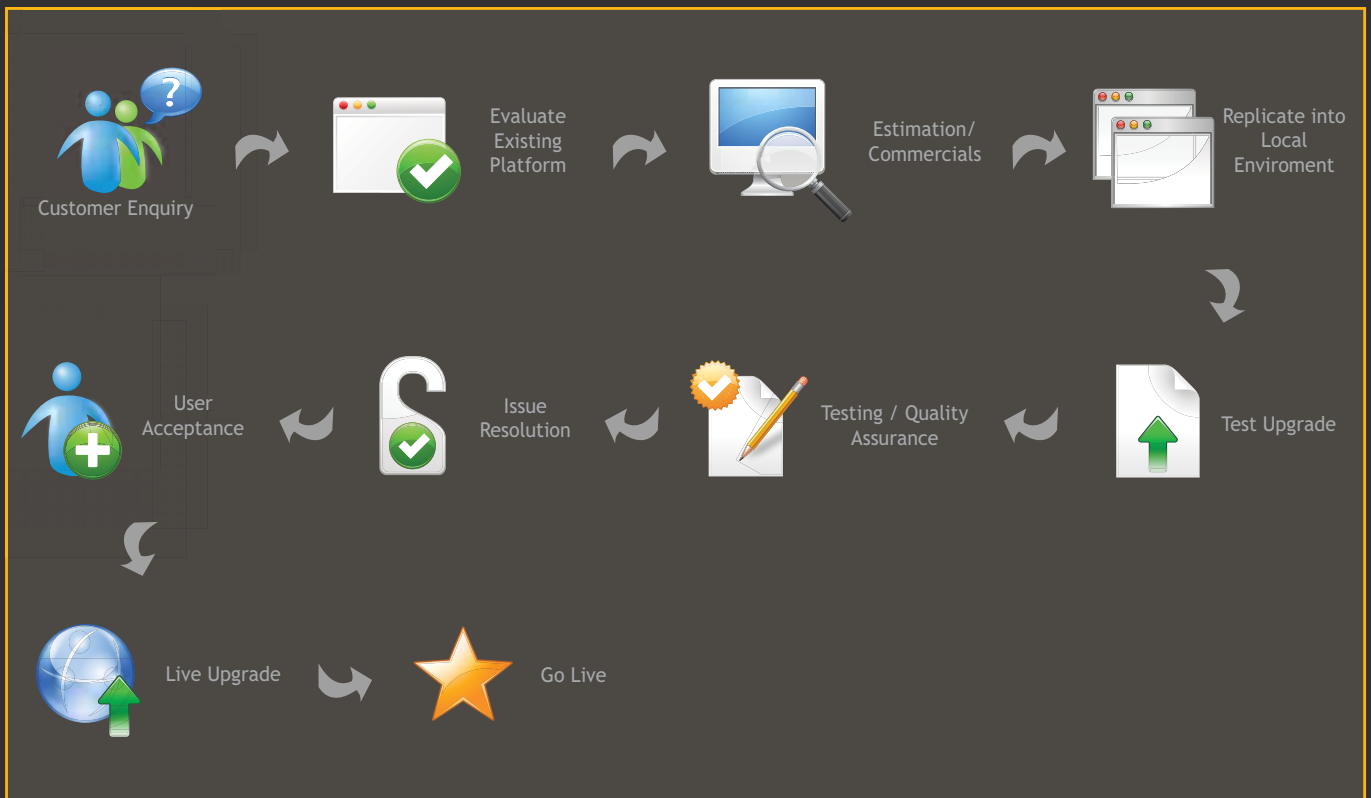 Customer Enquiry
Evaluate
Existing
Platform
Estimation/
Commercials
Replicate into
Local
Enviroment
Test Upgrade
Testing / Quality
Assurance
Issue
Resolution
User
Acceptance
Live Upgrade
Go Live